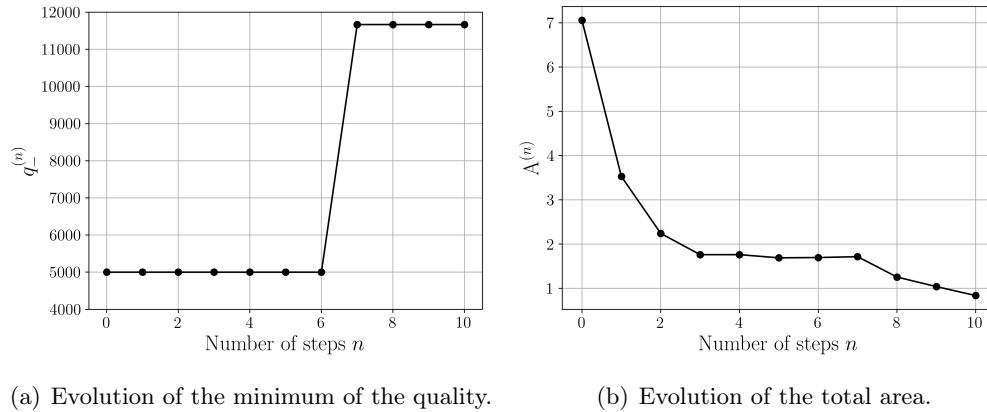 12000
11000
10000
9000
8000
7000
6000
5000
4000
q_-^{(n)}
0 2 4 6 8 10
Number of steps n
(a) Evolution of the minimum of the quality.
7
6
5
4
3
2
1
A^{(n)}
0 2 4 6 8 10
Number of steps n
(b) Evolution of the total area.